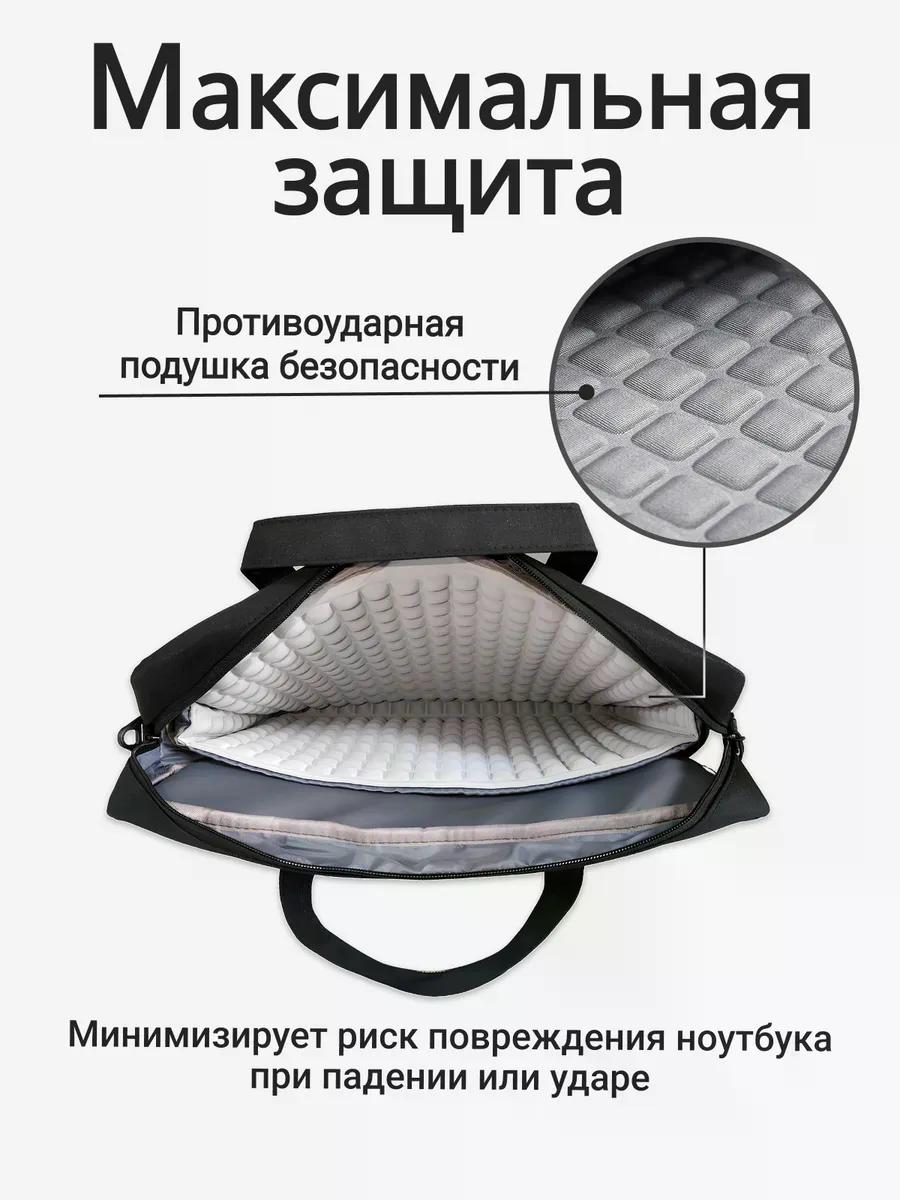 Максимальная
защита
Противоударная
подушка безопасности
Минимизирует риск повреждения ноутбука
при падении или ударе